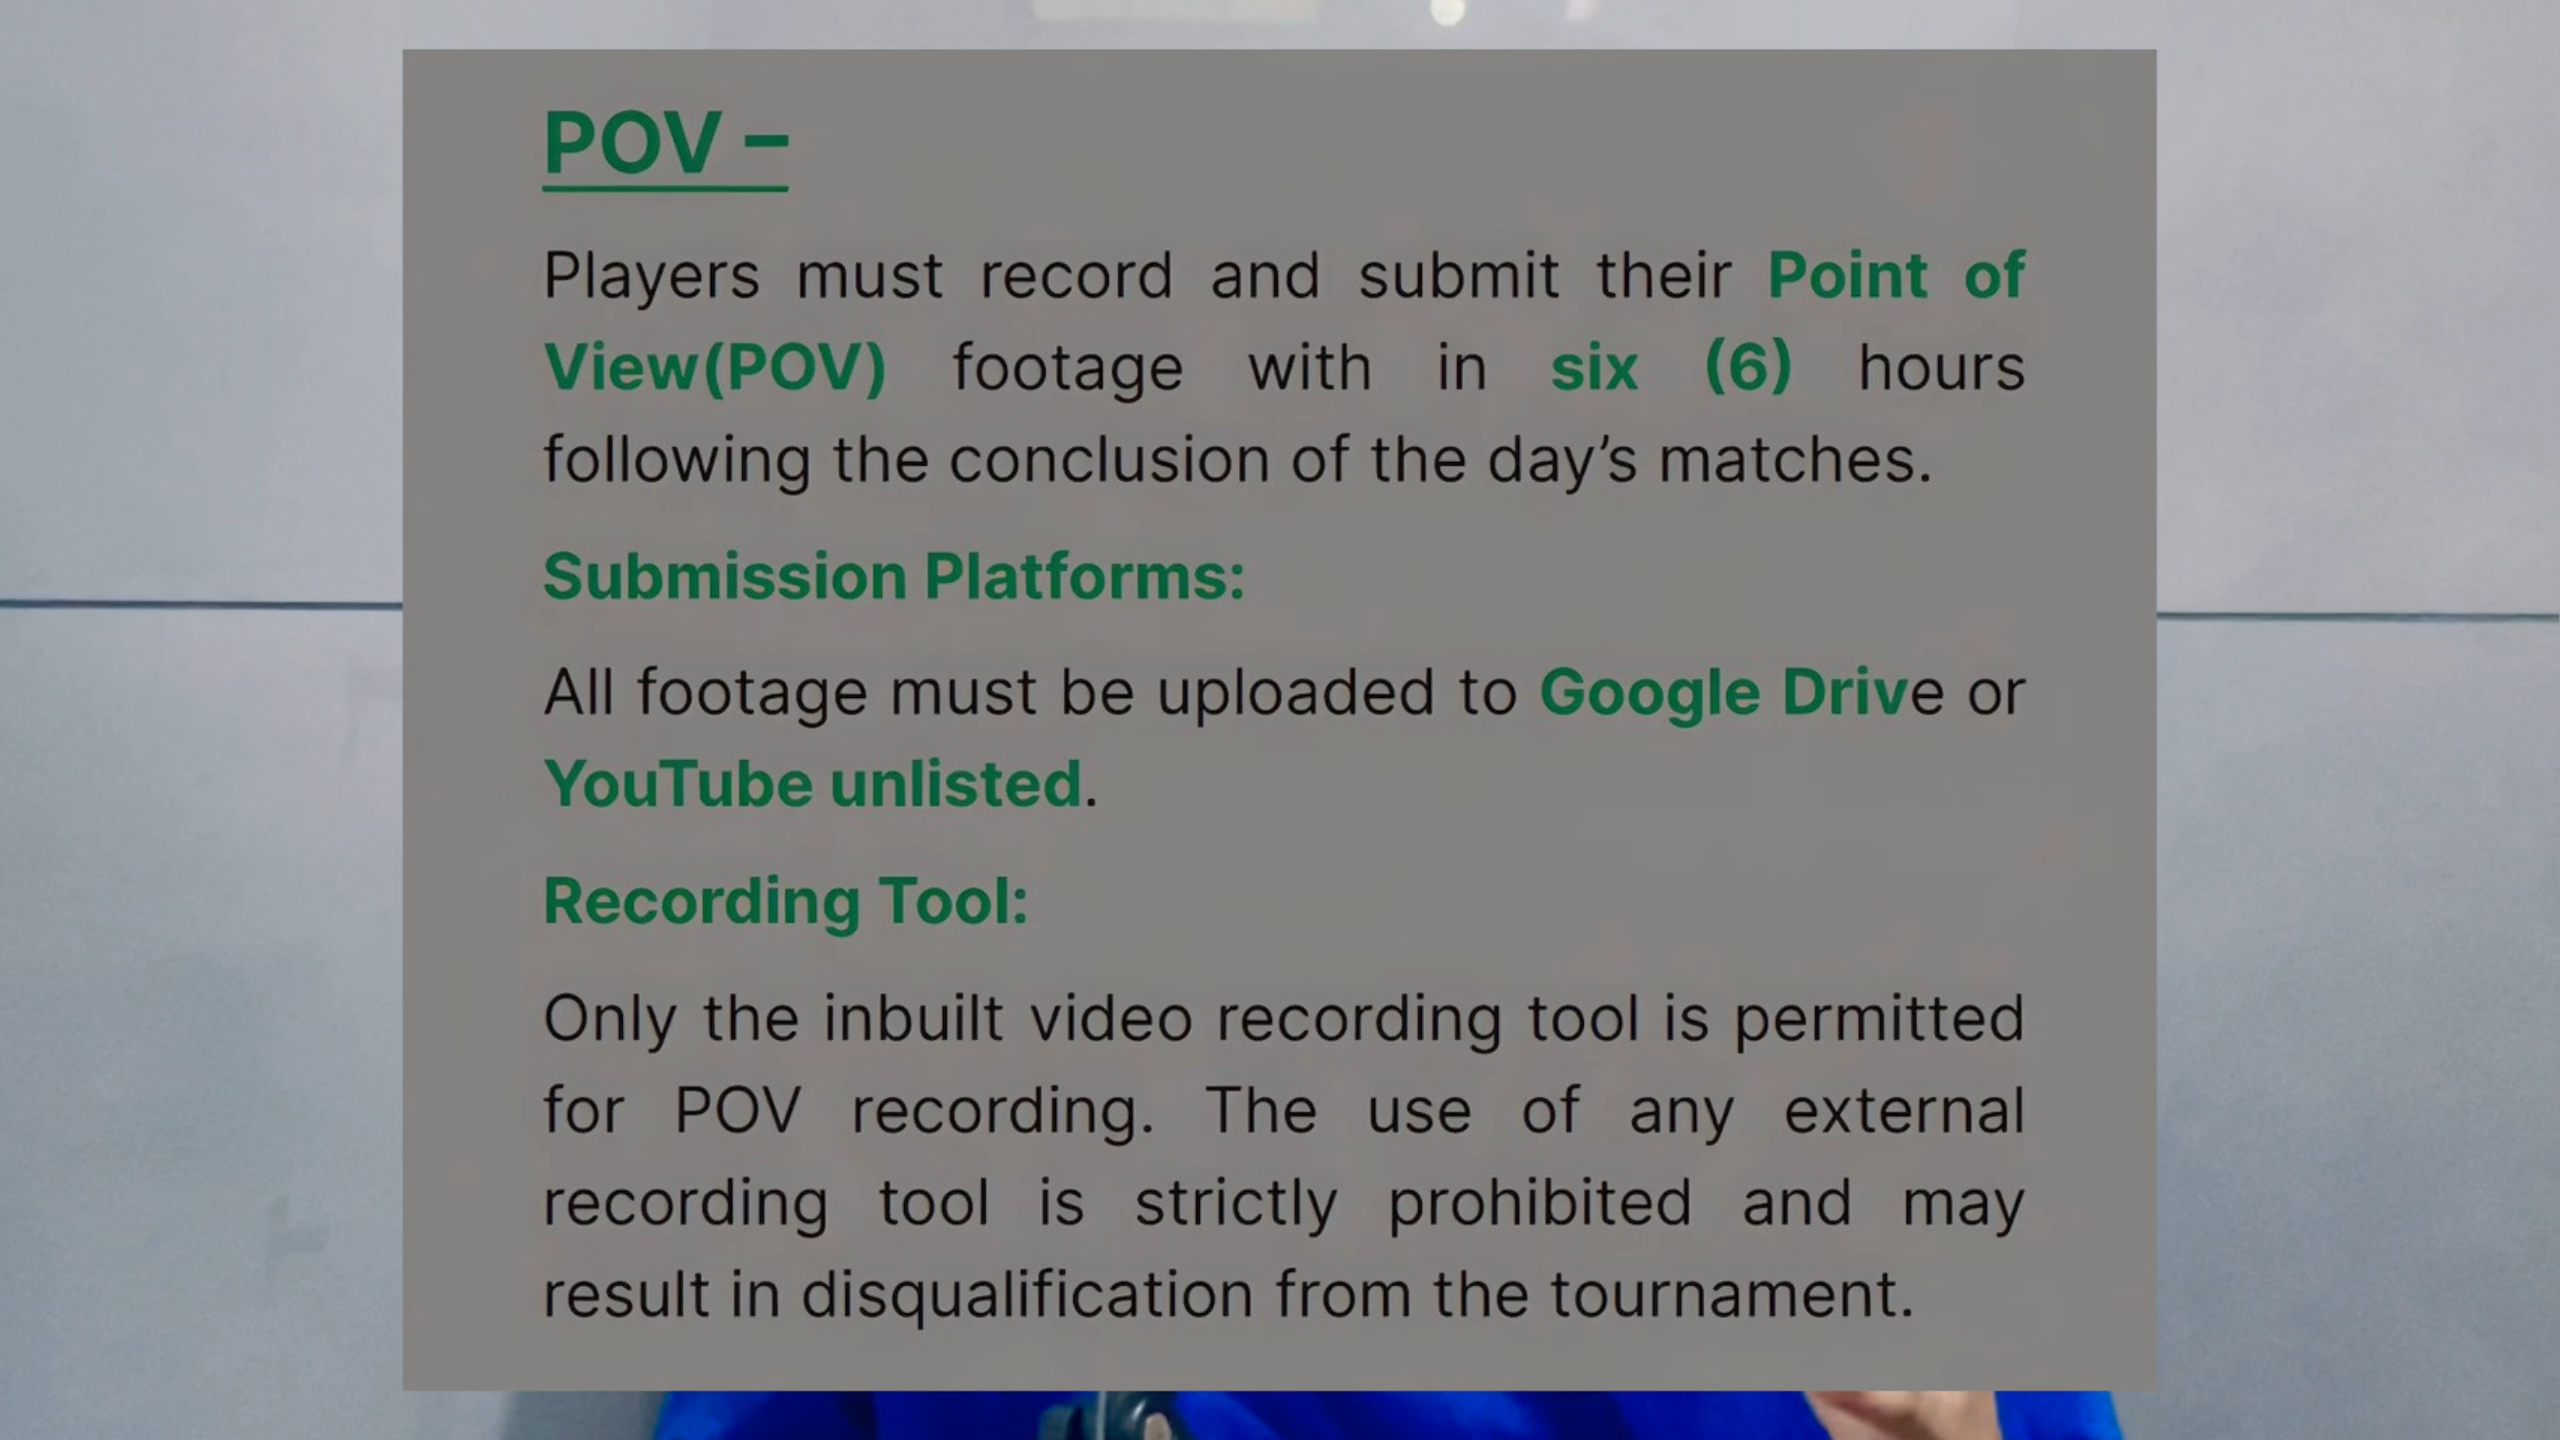 POV –
Players must record and submit their Point of
View(POV) footage with in six (6) hours
following the conclusion of the day’s matches.
Submission Platforms:
All footage must be uploaded to Google Drive or
YouTube unlisted.
Recording Tool:
Only the inbuilt video recording tool is permitted
for POV recording. The use of any external
recording tool is strictly prohibited and may
result in disqualification from the tournament.